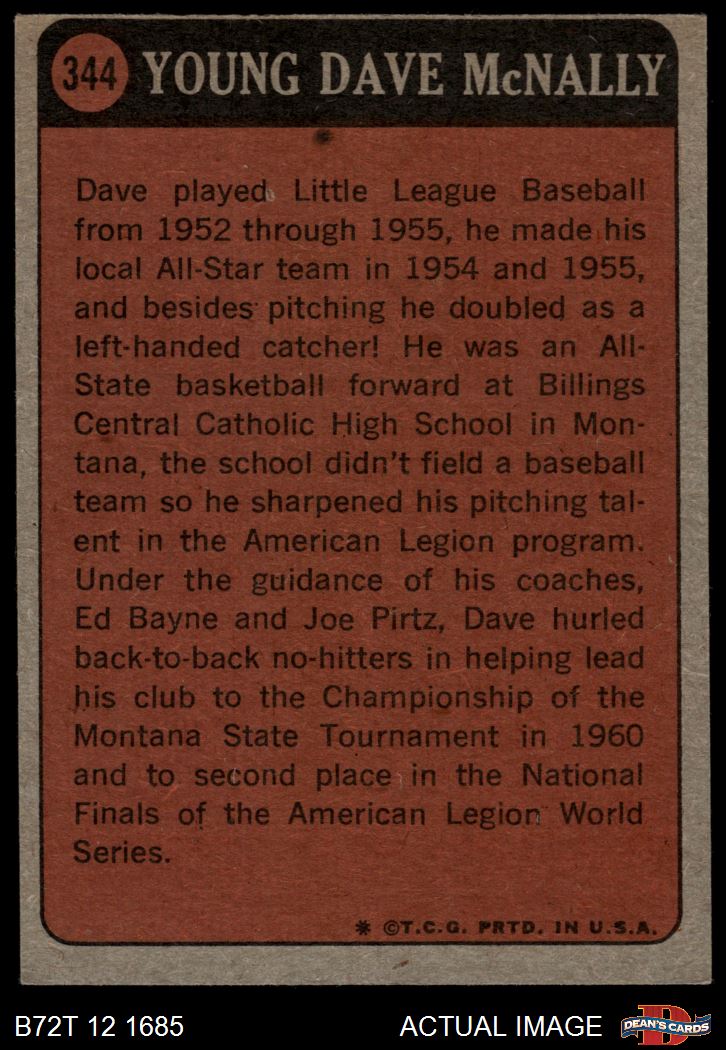 344 YOUNG DAVE McNALLY
Dave played Little League Baseball
from 1952 through 1955, he made his
local All-Star team in 1954 and 1955,
and besides pitching he doubled as a
left-handed catcher! He was an All-
State basketball forward at Billings
Central Catholic High School in Mon-
tana, the school didn't field a baseball
team so he sharpened his pitching tal-
ent in the American Legion program.
Under the guidance of his coaches,
Ed Bayne and Joe Pirtz, Dave hurled
back-to-back no-hitters in helping lead
his club to the Championship of the
Montana State Tournament in 1960
and to second place in the National
Finals of the American Legion World
Series.
* ©T.C.G. PRTD. IN U.S.A.
B72T 12 1685 ACTUAL IMAGE DEAN'S CARDS